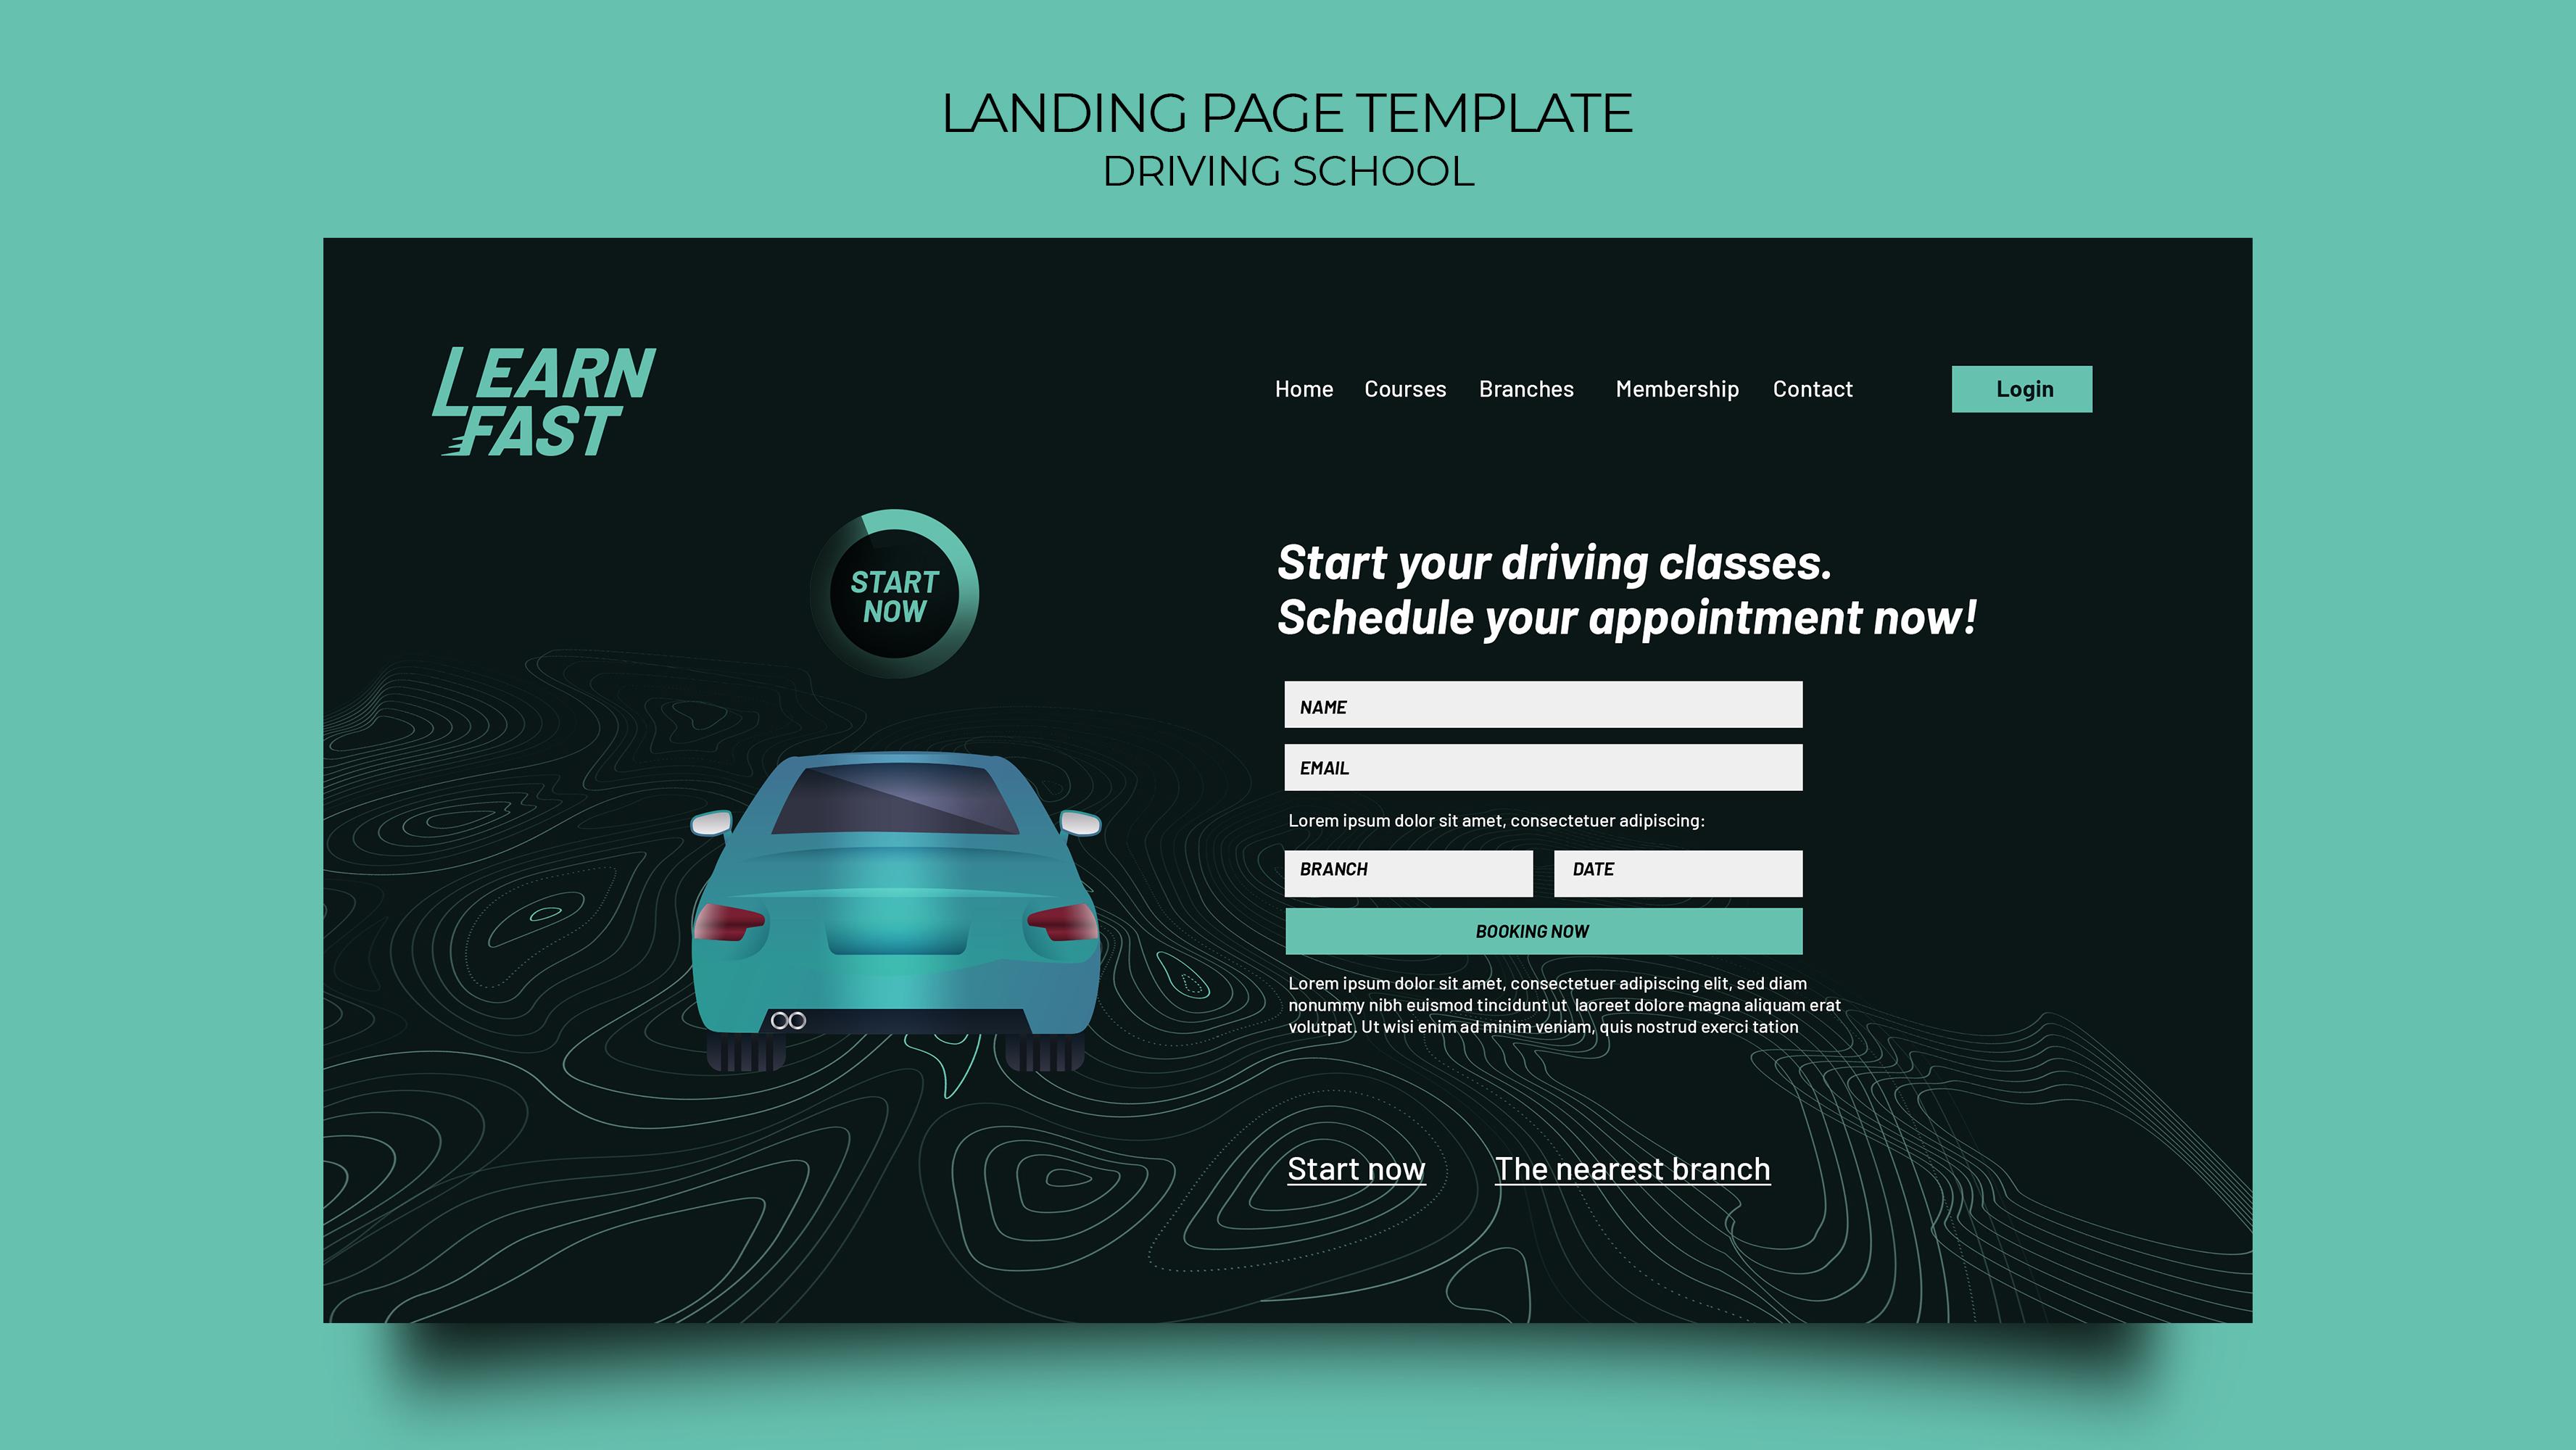 LANDING PAGE TEMPLATE
DRIVING SCHOOL
LEARN
FAST
Home Courses Branches Membership Contact Login
START
NOW
Start your driving classes.
Schedule your appointment now!
NAME
EMAIL
Lorem ipsum dolor sit amet, consectetuer adipiscing:
BRANCH DATE
BOOKING NOW
Lorem ipsum dolor sit amet, consectetuer adipiscing elit, sed diam
nonummy nibh euismod tincidunt ut laoreet dolore magna aliquam erat
volutpat. Ut wisi enim ad minim veniam, quis nostrud exerci tation
Start now The nearest branch